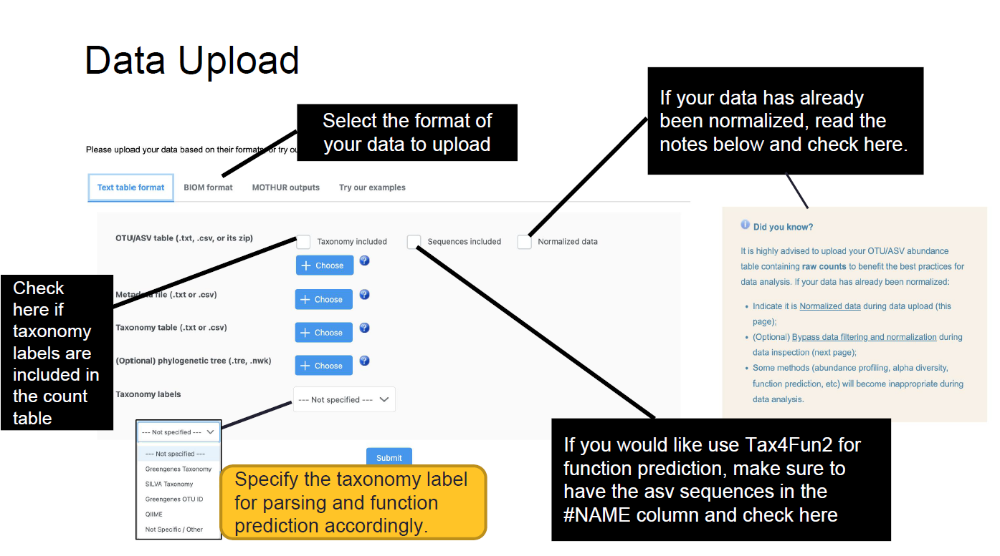 Data Upload
Select the format of
your data to upload
If your data has already
been normalized, read the
notes below and check here.
Please upload your data based on their formats, or try ou
Text table format BIOM format MOTHUR outputs Try our examples
OTU/ASV table (.txt, .csv, or its zip)
Taxonomy included Sequences included Normalized data
+ Choose ?
Metadata file (.txt or .csv)
+ Choose ?
Taxonomy table (.txt or .csv)
+ Choose ?
(Optional) phylogenetic tree (.tre, .nwk)
+ Choose ?
Taxonomy labels
--- Not specified ---
Check
here if
taxonomy
labels are
included in
the count
table
--- Not specified ---
--- Not specified ---
Greengenes Taxonomy
SILVA Taxonomy
Greengenes OTU ID
QIIME
Not Specific / Other
Submit
Specify the taxonomy label
for parsing and function
prediction accordingly.
i Did you know?
It is highly advised to upload your OTU/ASV abundance
table containing raw counts to benefit the best practices for
data analysis. If your data has already been normalized:
• Indicate it is Normalized data during data upload (this
page);
• (Optional) Bypass data filtering and normalization during
data inspection (next page);
• Some methods (abundance profiling, alpha diversity,
function prediction, etc) will become inappropriate during
data analysis.
If you would like use Tax4Fun2 for
function prediction, make sure to
have the asv sequences in the
#NAME column and check here